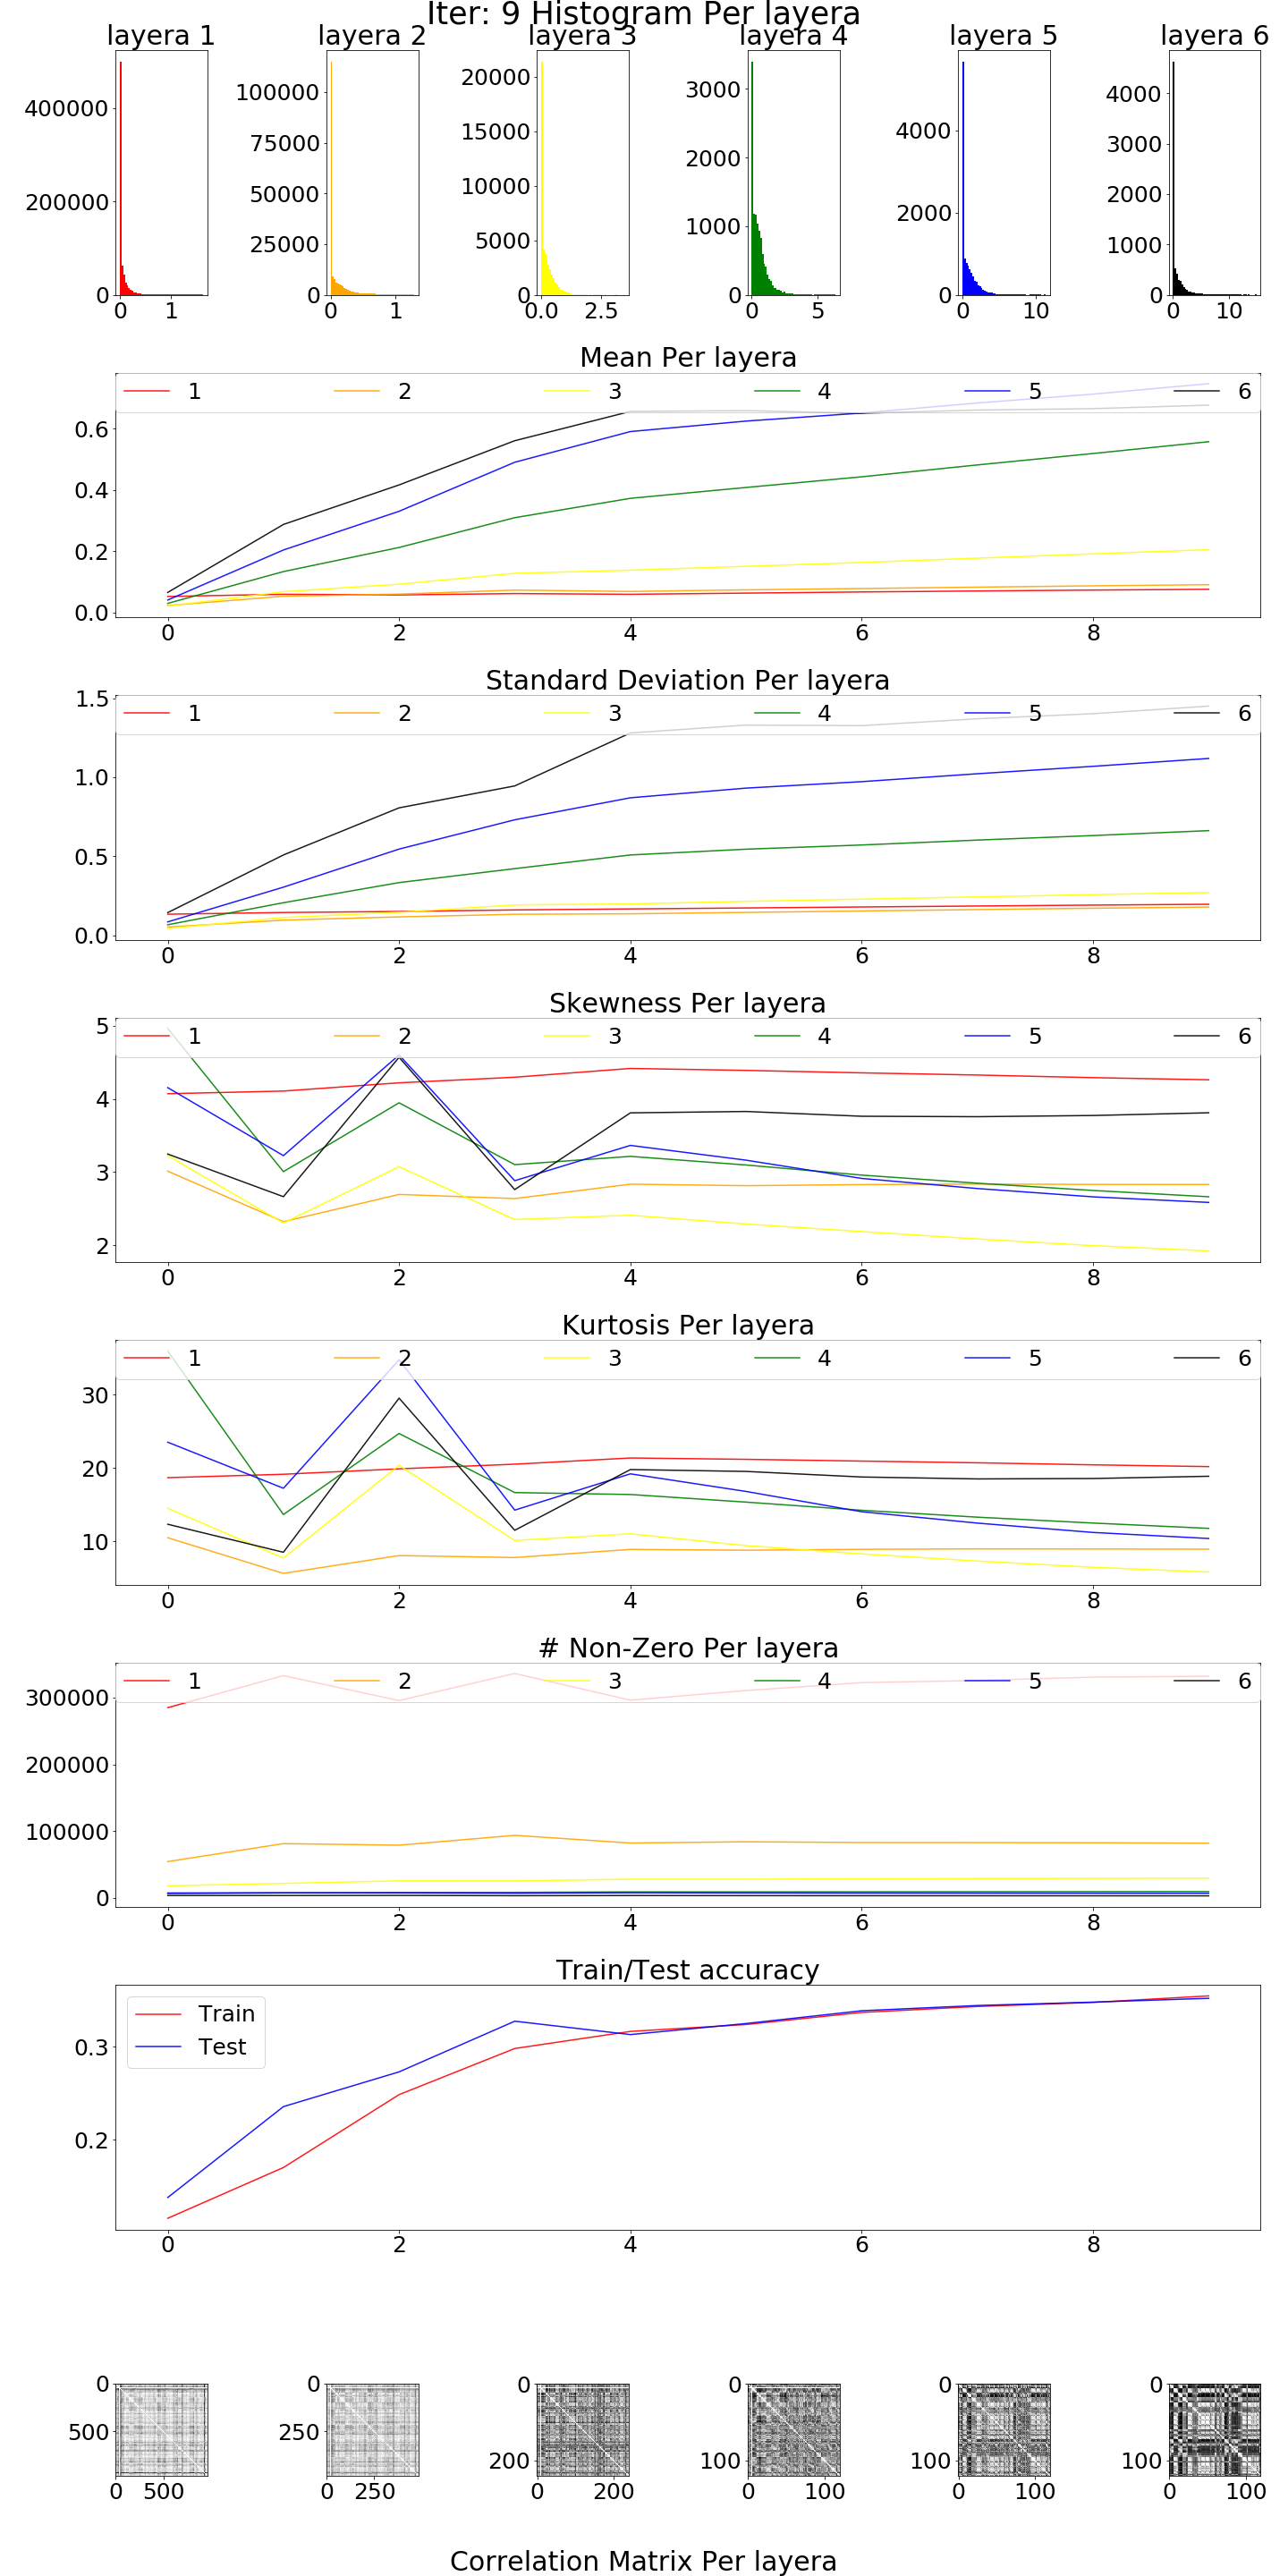 Iter: 9 Histogram Per layera
layera 1 layera 2 layera 3 layera 4 layera 5 layera 6
400000 200000 0 0 1
100000 75000 50000 25000 0 0 1
20000 15000 10000 5000 0 0.0 2.5
3000 2000 1000 0 0 5
4000 2000 0 0 10
4000 3000 2000 1000 0 0 10
Mean Per layera
1 2 3 4 5 6
0.6
0.4
0.2
0.0
0 2 4 6 8
Standard Deviation Per layera
1.5
1 2 3 4 5 6
1.0
0.5
0.0
0 2 4 6 8
Skewness Per layera
5
1 2 3 4 5 6
4
3
2
0 2 4 6 8
Kurtosis Per layera
1 2 3 4 5 6
30
20
10
0 2 4 6 8
# Non-Zero Per layera
1 2 3 4 5 6
300000
200000
100000
0
0 2 4 6 8
Train/Test accuracy
Train
Test
0.3
0.2
0 2 4 6 8
0 500 0 500
0 250 0 250
0 200 0 200
0 100 0 100
0 100 0 100
0 100 0 100
Correlation Matrix Per layera